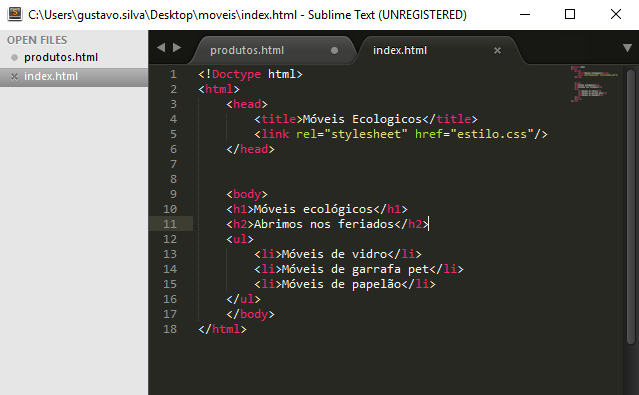 C:\Users\gustavo.silva\Desktop\moveis\index.html - Sublime Text (UNREGISTERED)
OPEN FILES
produtos.html
index.html
produtos.html
index.html
1 <!Doctype html>
2 <html>
3 <head>
4 <title>Móveis Ecologicos</title>
5 <link rel="stylesheet" href="estilo.css"/>
6 </head>
7
8
9 <body>
10 <h1>Móveis ecológicos</h1>
11 <h2>Abrimos nos feriados</h2>
12 <ul>
13 <li>Móveis de vidro</li>
14 <li>Móveis de garrafa pet</li>
15 <li>Móveis de papelão</li>
16 </ul>
17 </body>
18 </html>